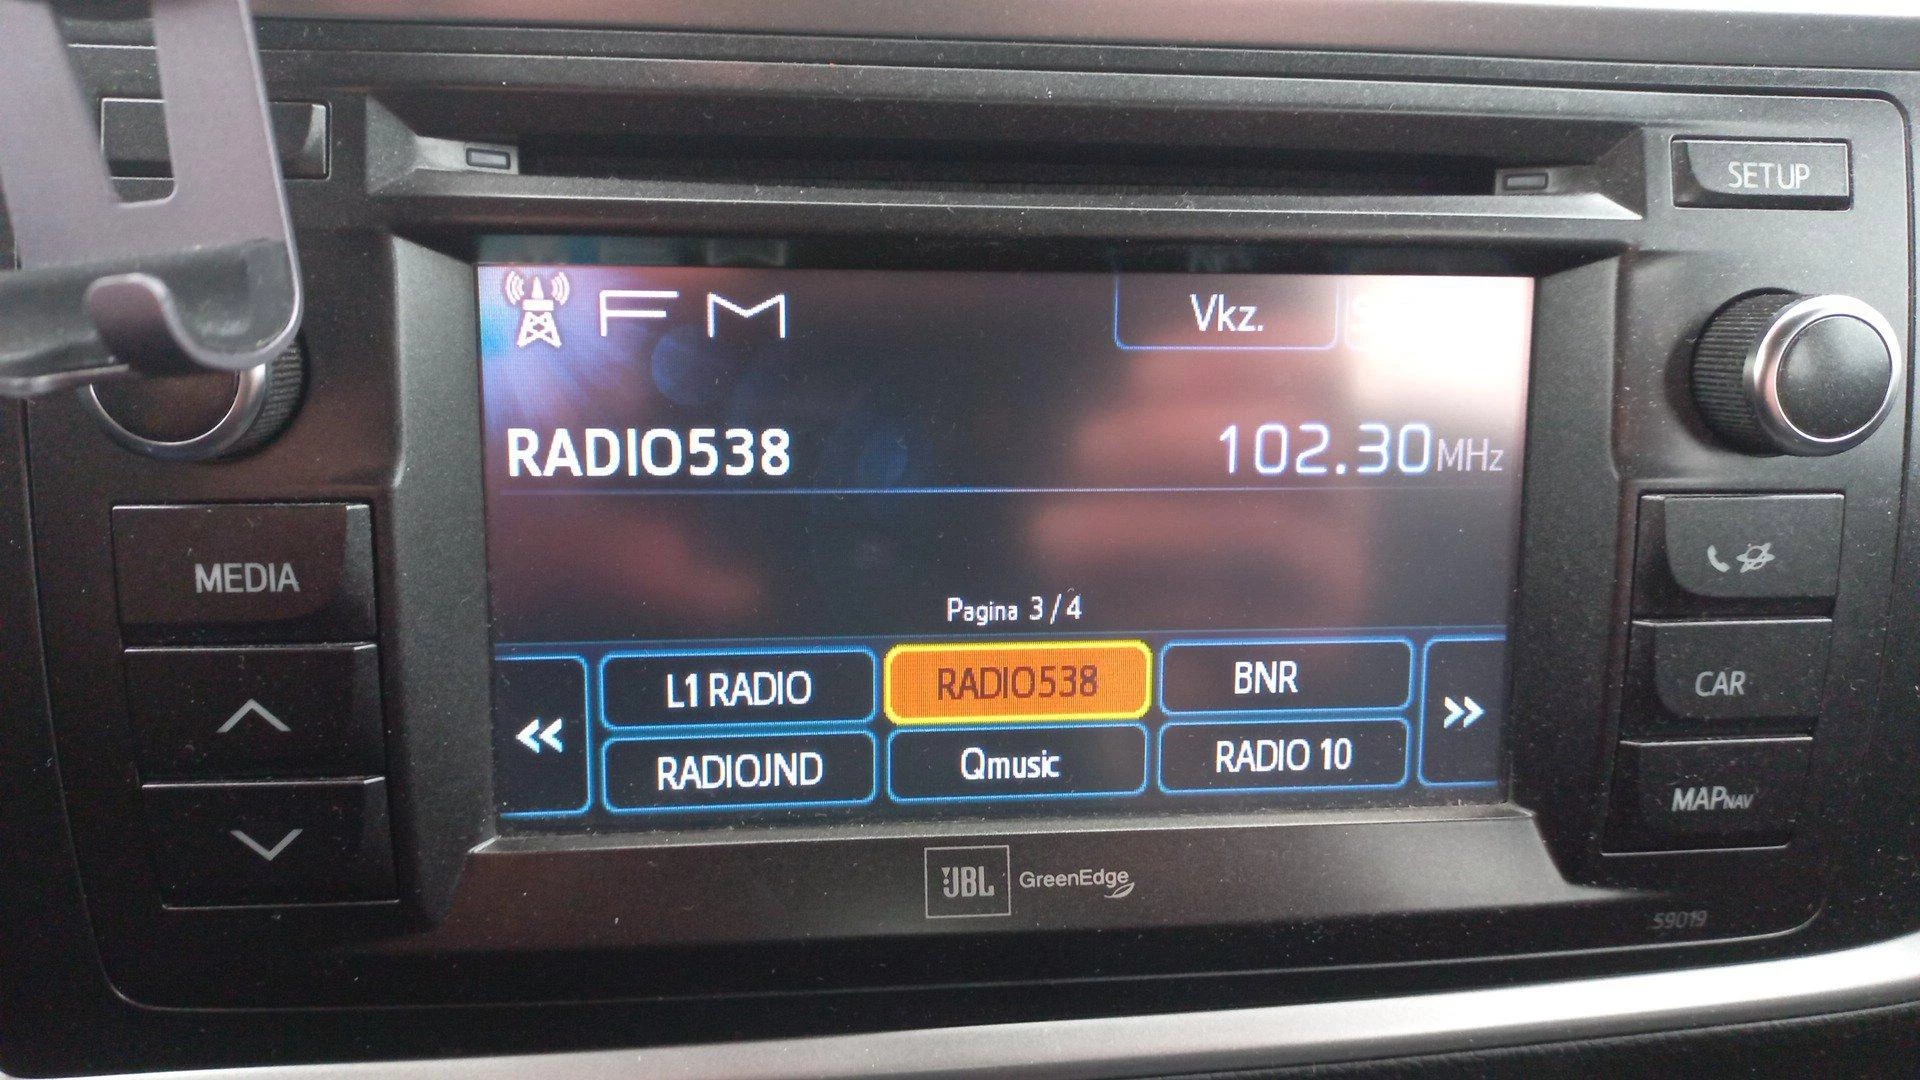 SETUP
FM
Vkz.
RADIO538
102.30MHz
MEDIA
Pagina 3/4
L1 RADIO
RADIO538
BNR
CAR
RADIOJND
Qmusic
RADIO 10
MAPNAV
JBL GreenEdge
59019